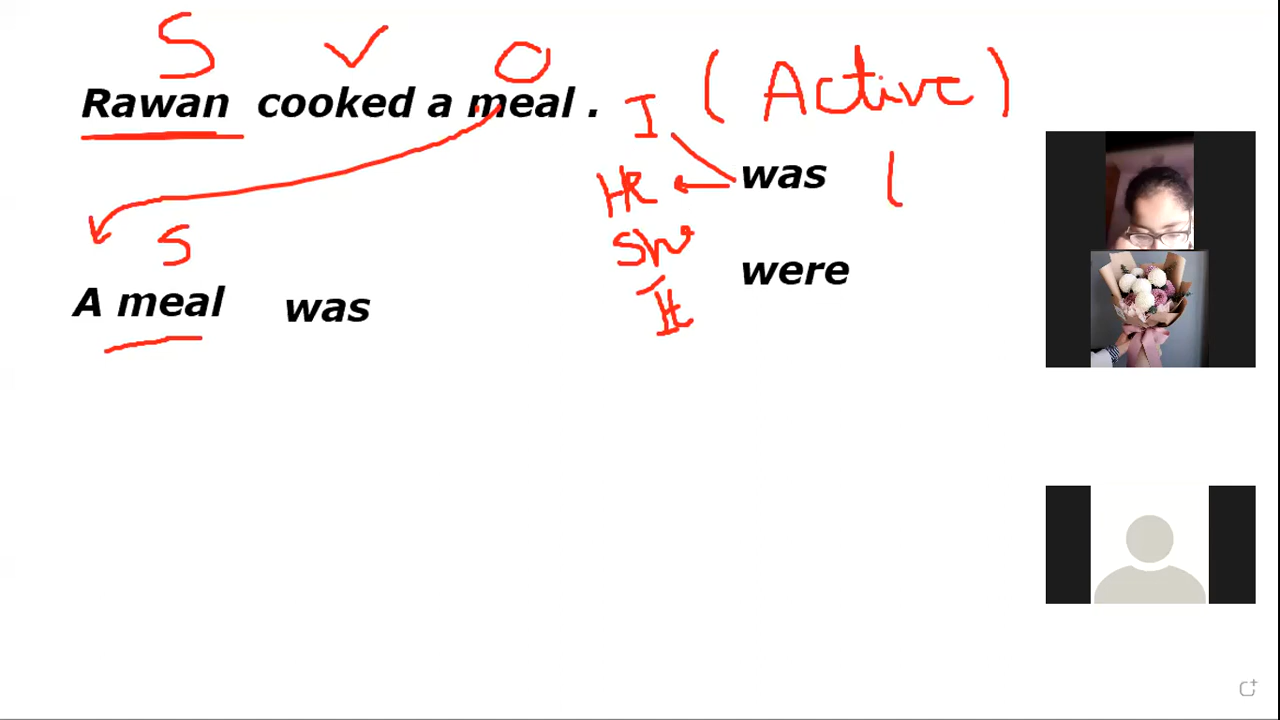 S V O
Rawan cooked a meal . (Active)
I
was (
He
She
were
S
It
A meal was